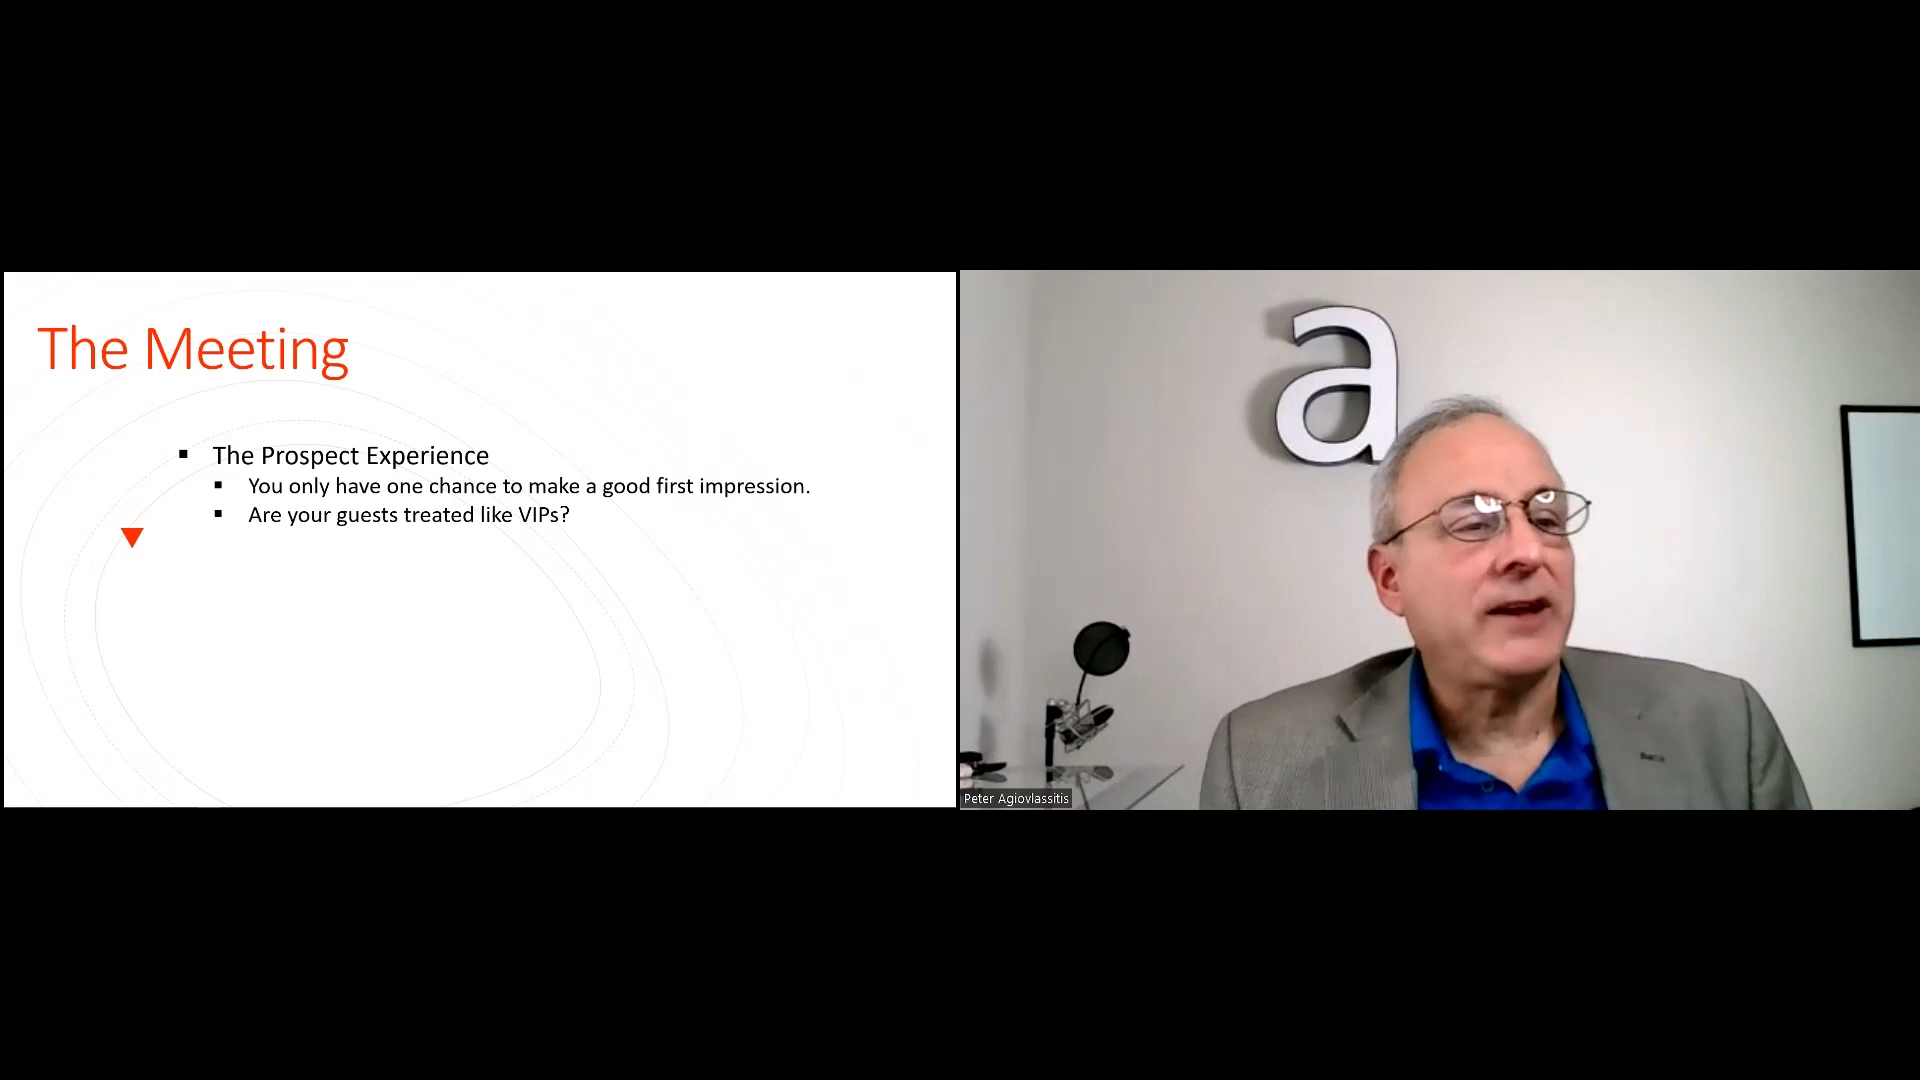 The Meeting
▪ The Prospect Experience
▪ You only have one chance to make a good first impression.
▪ Are your guests treated like VIPs?
a
Peter Agiovlassitis